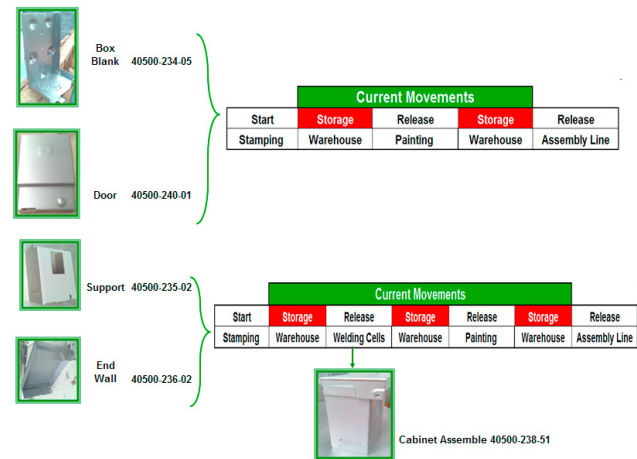 Box
Blank 40500-234-05
Current Movements
Start Storage Release Storage Release
Stamping Warehouse Painting Warehouse Assembly Line
Door 40500-240-01
Support 40500-235-02
Current Movements
Start Storage Release Storage Release Storage Release
Stamping Warehouse Welding Cells Warehouse Painting Warehouse Assembly Line
End
Wall 40500-236-02
Cabinet Assemble 40500-238-51